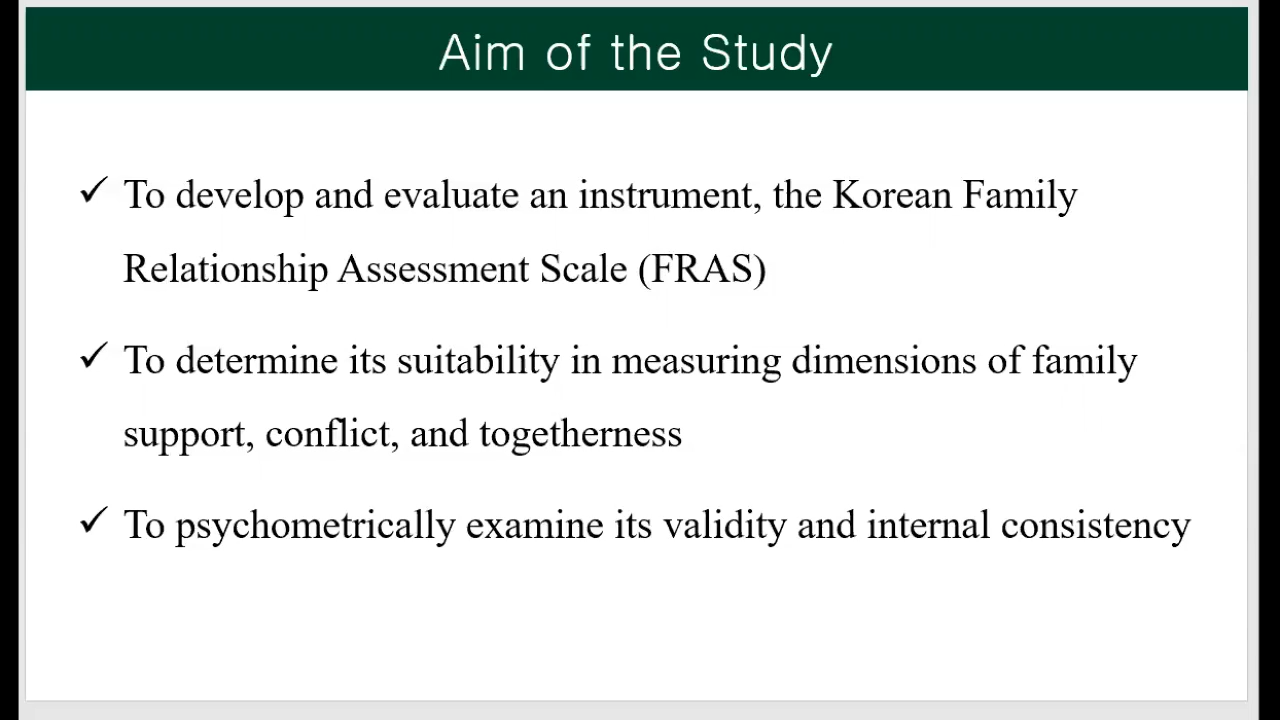 Aim of the Study
✓ To develop and evaluate an instrument, the Korean Family
Relationship Assessment Scale (FRAS)
✓ To determine its suitability in measuring dimensions of family
support, conflict, and togetherness
✓ To psychometrically examine its validity and internal consistency